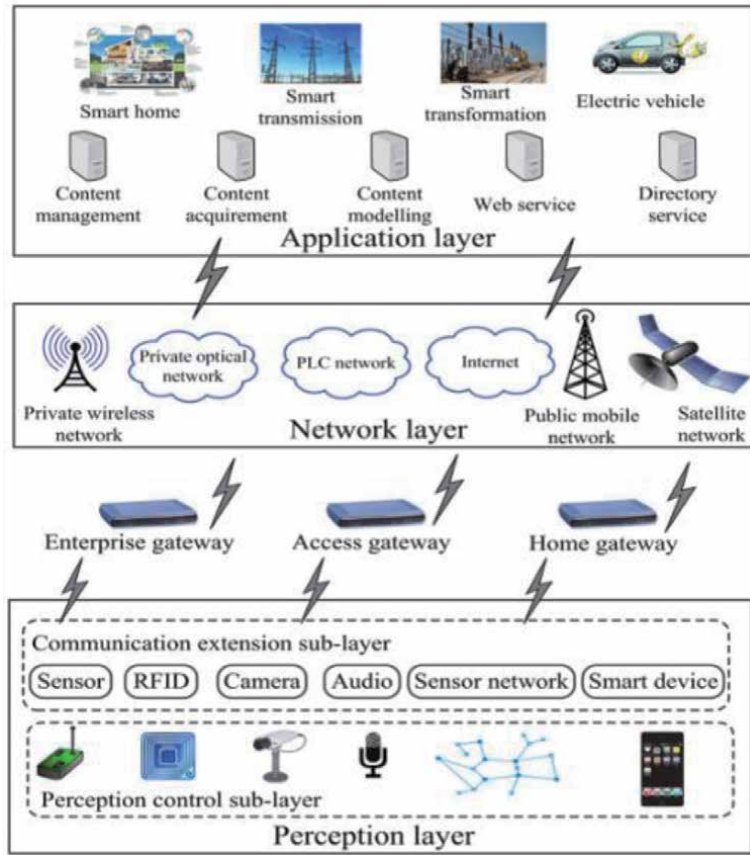 Smart home
Smart
transmission
Smart
transformation
Electric vehicle
Content
management
Content
acquirement
Content
modelling
Web service
Directory
service
Application layer
Private wireless
network
Private optical
network
PLC network
Internet
Public mobile
network
Satellite
network
Network layer
Enterprise gateway
Access gateway
Home gateway
Communication extension sub-layer
Sensor
RFID
Camera
Audio
Sensor network
Smart device
Perception control sub-layer
Perception layer